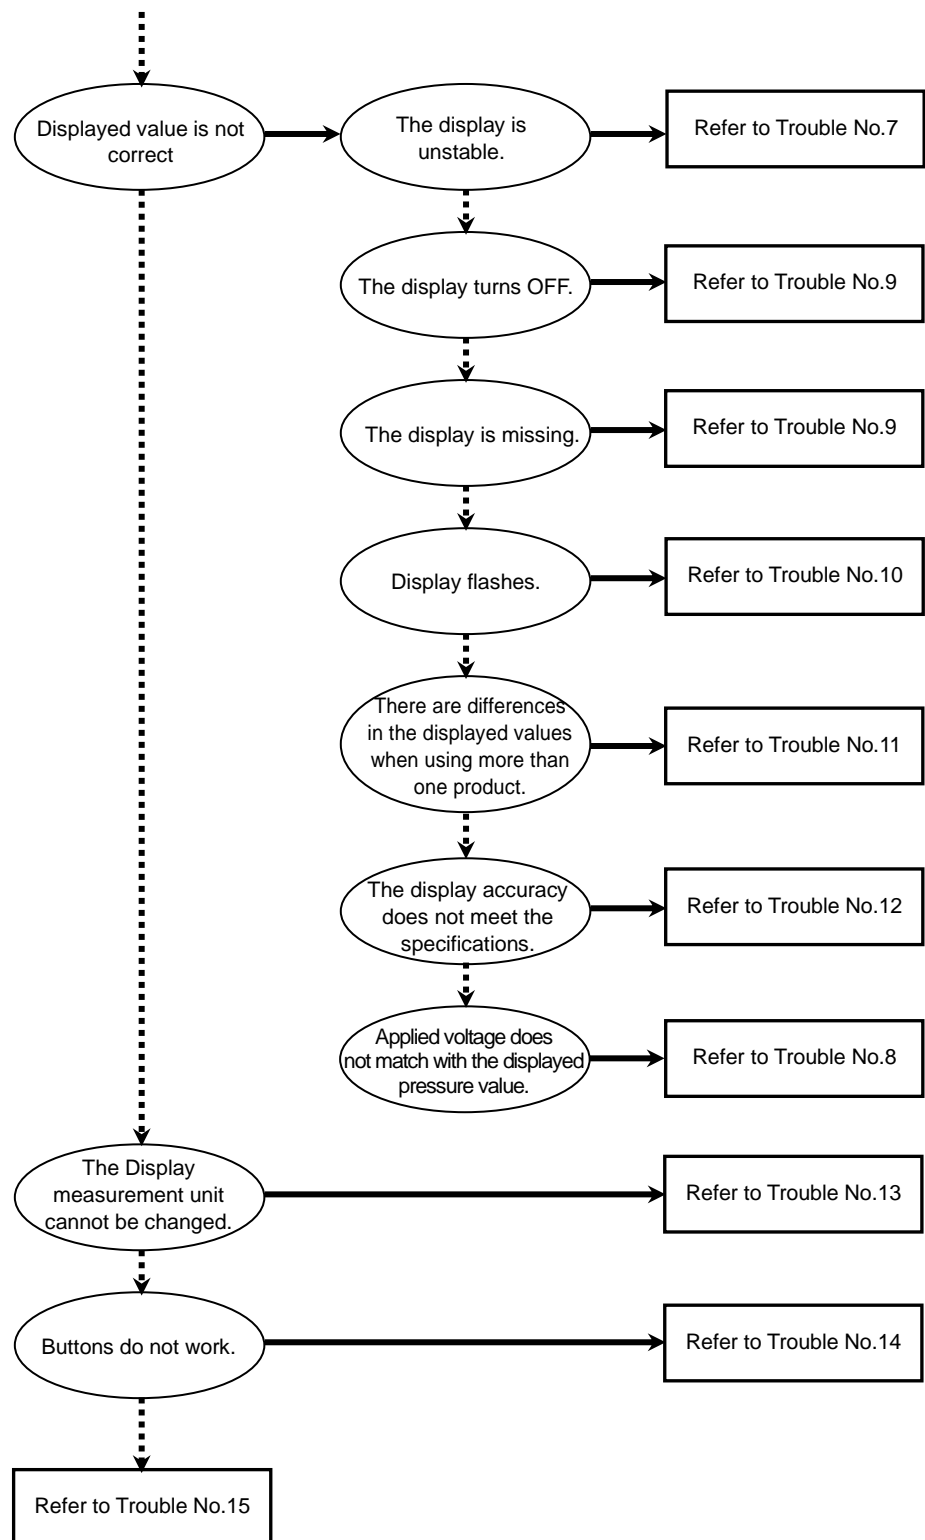 Displayed value is not
correct
The display is
unstable.
Refer to Trouble No.7
The display turns OFF.
Refer to Trouble No.9
The display is missing.
Refer to Trouble No.9
Display flashes.
Refer to Trouble No.10
There are differences
in the displayed values
when using more than
one product.
Refer to Trouble No.11
The display accuracy
does not meet the
specifications.
Refer to Trouble No.12
Applied voltage does
not match with the displayed
pressure value.
Refer to Trouble No.8
The Display
measurement unit
cannot be changed.
Refer to Trouble No.13
Buttons do not work.
Refer to Trouble No.14
Refer to Trouble No.15